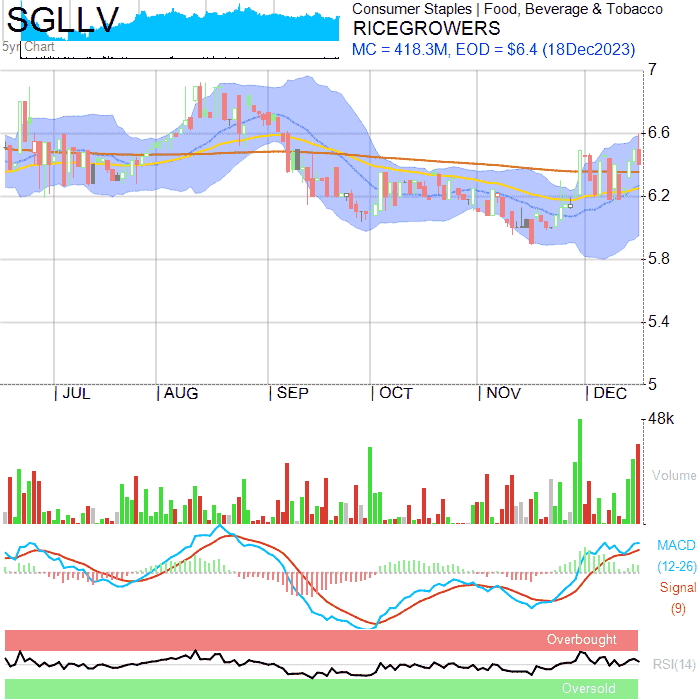 SGLLV
5yr Chart
Consumer Staples | Food, Beverage & Tobacco
RICEGROWERS
MC = 418.3M, EOD = $6.4 (18Dec2023)
7
6.6
6.2
5.8
5.4
5
JUL AUG SEP OCT NOV DEC
48k
Volume
MACD
(12-26)
Signal
(9)
Overbought
RSI(14)
Oversold